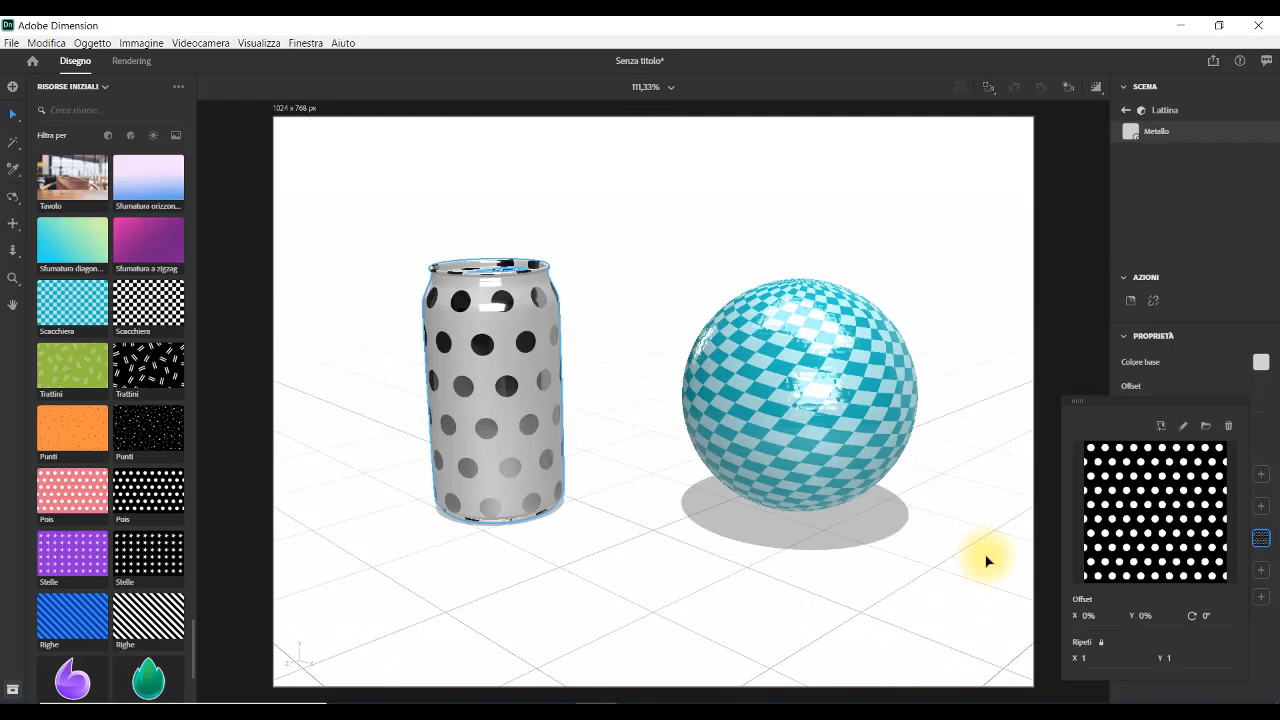 Dn Adobe Dimension
File Modifica Oggetto Immagine Videocamera Visualizza Finestra Aiuto
Disegno Rendering Senza titolo*
RISORSE INIZIALI
Cerca risorse...
Filtra per
Tavolo Sfumatura orizzon...
Sfumatura diagon... Sfumatura a zigzag
Scacchiera Scacchiera
Trattini Trattini
Punti Punti
Pois Pois
Stelle Stelle
Righe Righe
111,33%
1024 x 768 px
Y
Z X
SCENA
Lattina
Metallo
AZIONI
PROPRIETÀ
Colore base
Offset
Offset
X 0% Y 0% 0°
Ripeti
X 1 Y 1